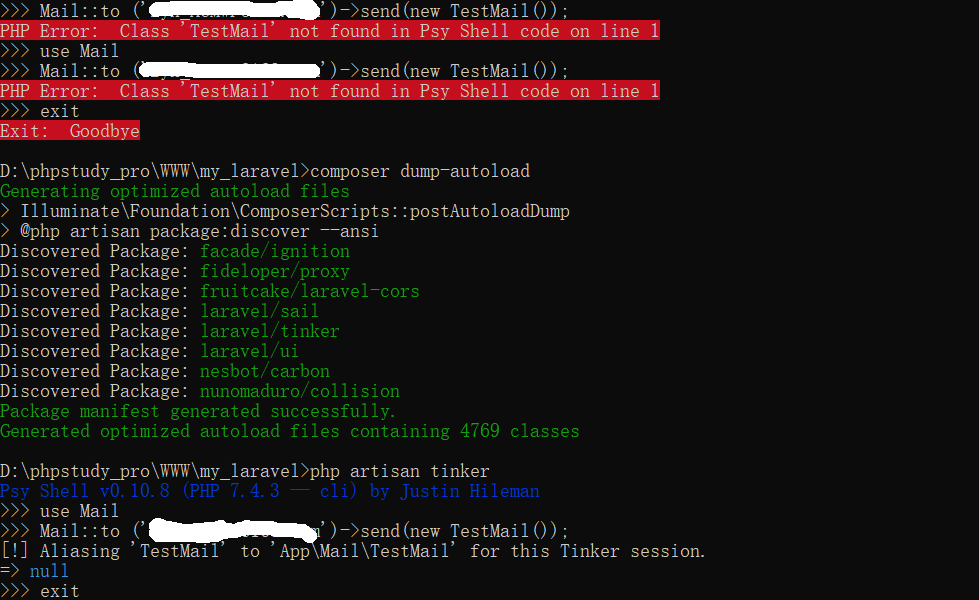 >>> Mail::to (' ')->send(new TestMail());
PHP Error:  Class 'TestMail' not found in Psy Shell code on line 1
>>> use Mail
>>> Mail::to (' ')->send(new TestMail());
PHP Error:  Class 'TestMail' not found in Psy Shell code on line 1
>>> exit
Exit:  Goodbye
D:\phpstudy_pro\WWW\my_laravel>composer dump-autoload
Generating optimized autoload files
> Illuminate\Foundation\ComposerScripts::postAutoloadDump
> @php artisan package:discover --ansi
Discovered Package: facade/ignition
Discovered Package: fideloper/proxy
Discovered Package: fruitcake/laravel-cors
Discovered Package: laravel/sail
Discovered Package: laravel/tinker
Discovered Package: laravel/ui
Discovered Package: nesbot/carbon
Discovered Package: nunomaduro/collision
Package manifest generated successfully.
Generated optimized autoload files containing 4769 classes
D:\phpstudy_pro\WWW\my_laravel>php artisan tinker
Psy Shell v0.10.8 (PHP 7.4.3 — cli) by Justin Hileman
>>> use Mail
>>> Mail::to (' ')->send(new TestMail());
[!] Aliasing 'TestMail' to 'App\Mail\TestMail' for this Tinker session.
=> null
>>> exit